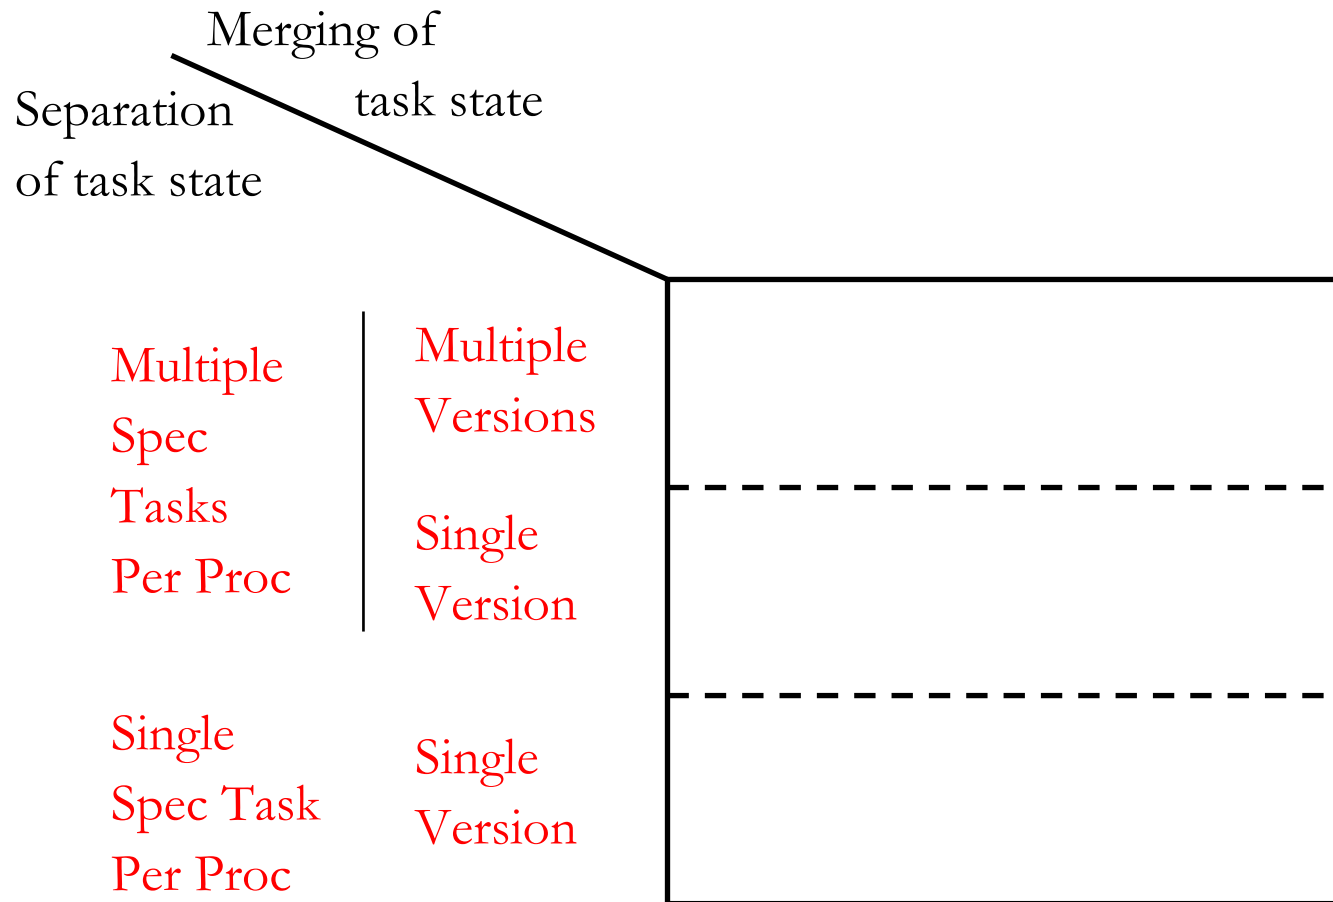 Merging of
task state
Separation
of task state
Multiple
Spec
Tasks
Per Proc
Multiple
Versions
Single
Version
Single
Spec Task
Per Proc
Single
Version